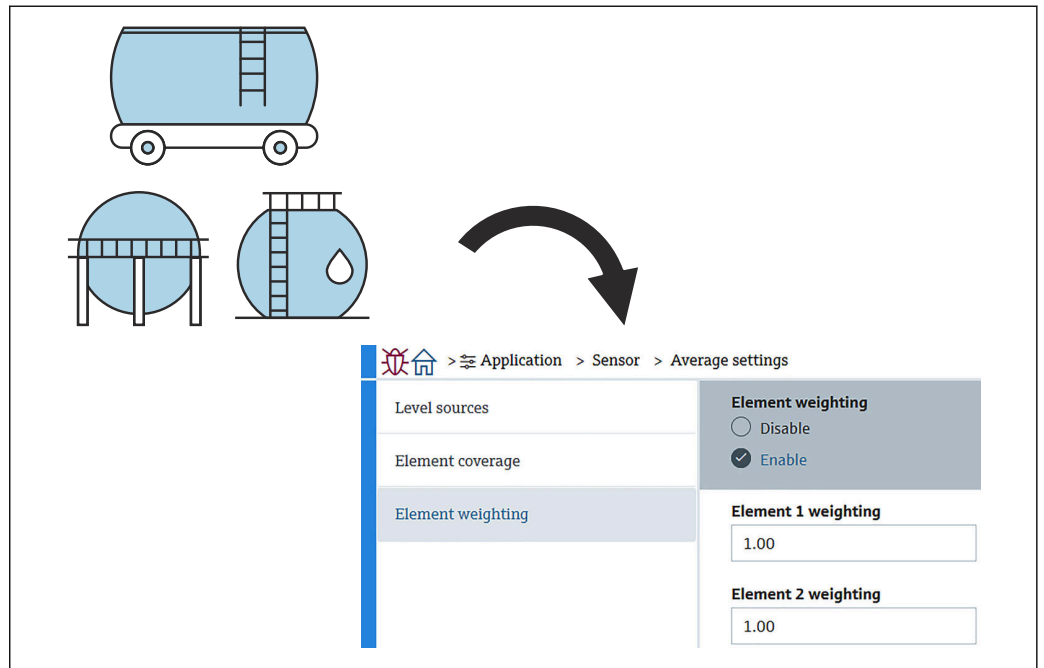 > Application > Sensor > Average settings
Level sources
Element coverage
Element weighting
Element weighting
Disable
Enable
Element 1 weighting
1.00
Element 2 weighting
1.00